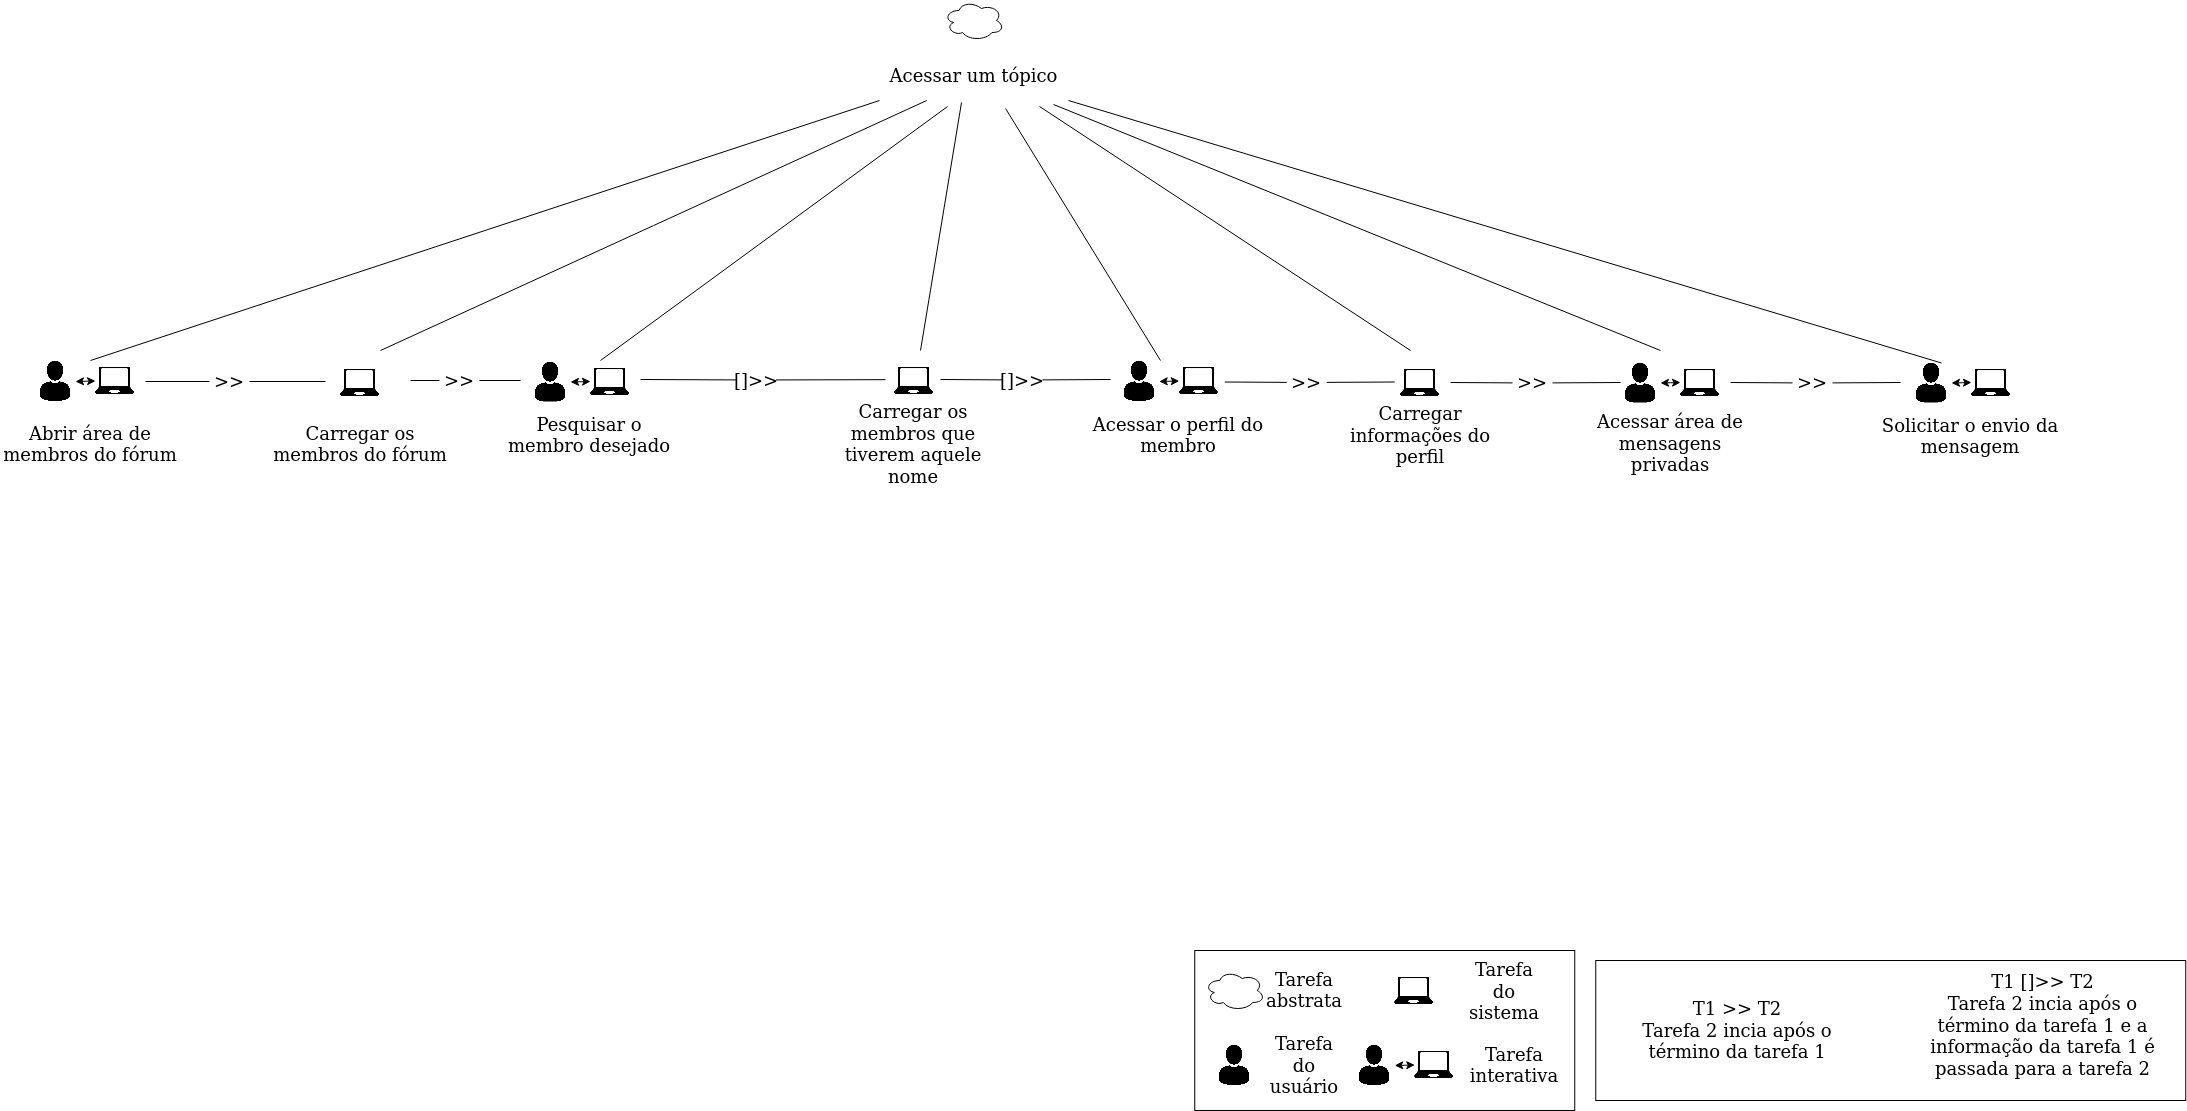 Acessar um tópico
>>
>>
[]>>
[]>>
>>
>>
>>
Abrir área de
membros do fórum
Carregar os
membros do fórum
Pesquisar o
membro desejado
Carregar os
membros que
tiverem aquele
nome
Acessar o perfil do
membro
Carregar
informações do
perfil
Acessar área de
mensagens
privadas
Solicitar o envio da
mensagem
Tarefa
abstrata
Tarefa
do
sistema
Tarefa
do
usuário
Tarefa
interativa
T1 >> T2
Tarefa 2 incia após o
término da tarefa 1
T1 []>> T2
Tarefa 2 incia após o
término da tarefa 1 e a
informação da tarefa 1 é
passada para a tarefa 2